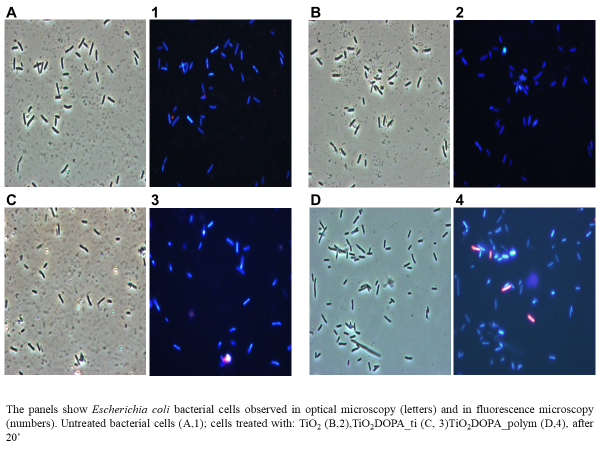 A 1 B 2
C 3 D 4
The panels show Escherichia coli bacterial cells observed in optical microscopy (letters) and in fluorescence microscopy
(numbers). Untreated bacterial cells (A,1); cells treated with: TiO₂ (B,2),TiO₂DOPA_ti (C, 3)TiO₂DOPA_polym (D,4), after
20'